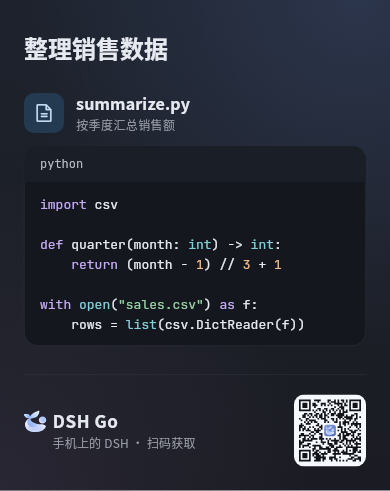 整理销售数据
summarize.py
按季度汇总销售额
python
import csv
def quarter(month: int) -> int:
    return (month - 1) // 3 + 1
with open("sales.csv") as f:
    rows = list(csv.DictReader(f))
DSH Go
手机上的 DSH · 扫码获取